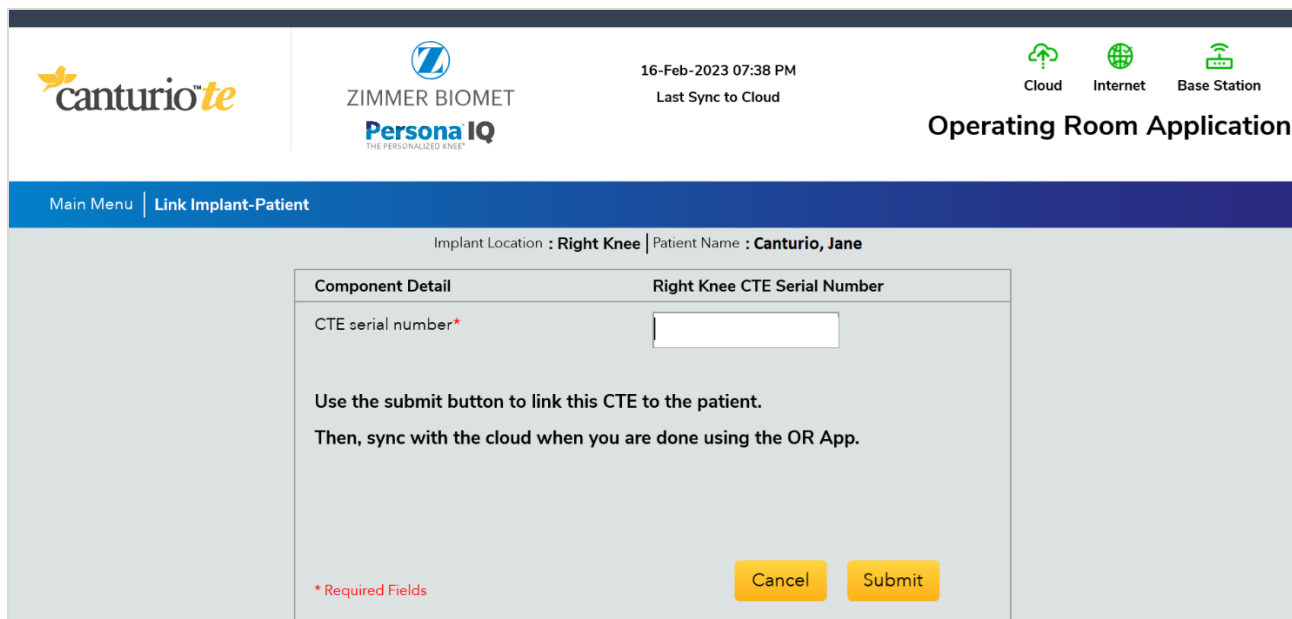 canturio™te
ZIMMER BIOMET
Persona IQ
THE PERSONALIZED KNEE®
16-Feb-2023 07:38 PM
Last Sync to Cloud
Cloud Internet Base Station
Operating Room Application
Main Menu | Link Implant-Patient
Implant Location : Right Knee | Patient Name : Canturio, Jane
Component Detail Right Knee CTE Serial Number
CTE serial number*
Use the submit button to link this CTE to the patient.
Then, sync with the cloud when you are done using the OR App.
* Required Fields
Cancel Submit